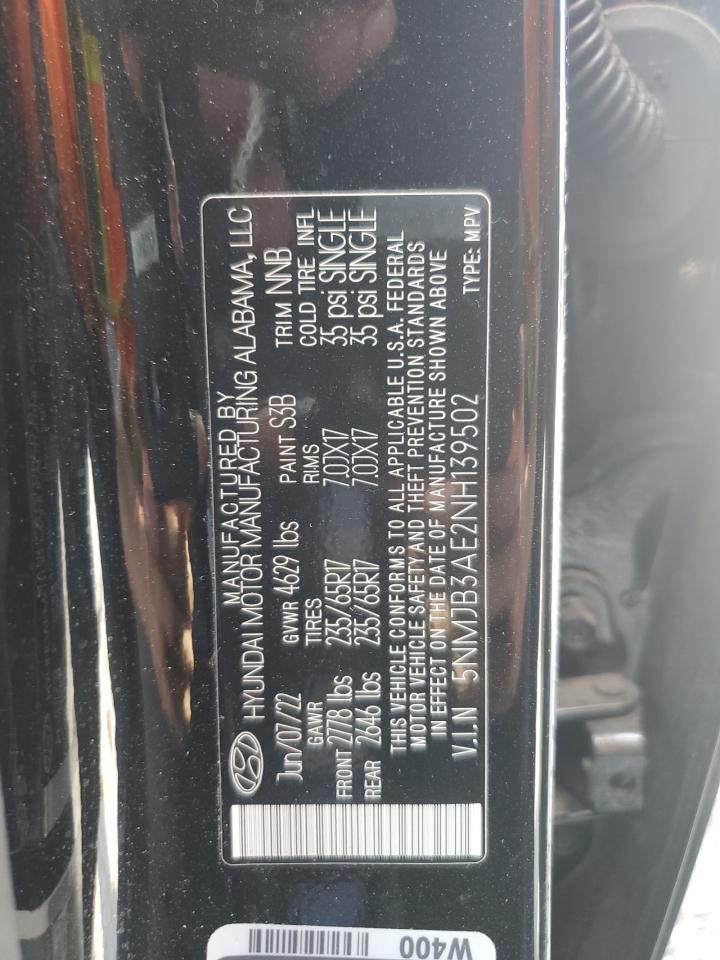 MANUFACTURED BY
HYUNDAI MOTOR MANUFACTURING ALABAMA, LLC
Jun/07/22 GVWR 4629 lbs PAINT S3B TRIM NNB
GAWR TIRES RIMS COLD TIRE INFL
FRONT 2778 lbs 235/65R17 7.0JX17 35 psi SINGLE
REAR 2646 lbs 235/65R17 7.0JX17 35 psi SINGLE
THIS VEHICLE CONFORMS TO ALL APPLICABLE U.S.A. FEDERAL
MOTOR VEHICLE SAFETY AND THEFT PREVENTION STANDARDS
IN EFFECT ON THE DATE OF MANUFACTURE SHOWN ABOVE
V.I.N 5NMJB3AE2NH139502
TYPE: MPV
W400